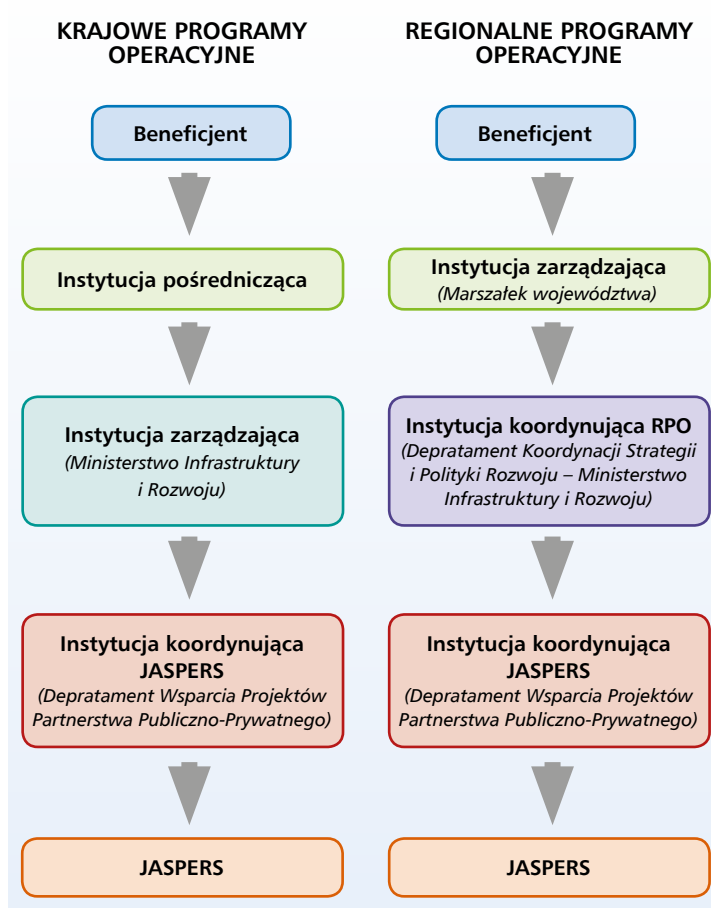 KRAJOWE PROGRAMY
OPERACYJNE
Beneficjent
Instytucja pośrednicząca
Instytucja zarządzająca
(Ministerstwo Infrastruktury
i Rozwoju)
Instytucja koordynująca
JASPERS
(Depratament Wsparcia Projektów
Partnerstwa Publiczno-Prywatnego)
JASPERS
REGIONALNE PROGRAMY
OPERACYJNE
Beneficjent
Instytucja zarządzająca
(Marszałek województwa)
Instytucja koordynująca RPO
(Depratament Koordynacji Strategii
i Polityki Rozwoju – Ministerstwo
Infrastruktury i Rozwoju)
Instytucja koordynująca
JASPERS
(Depratament Wsparcia Projektów
Partnerstwa Publiczno-Prywatnego)
JASPERS